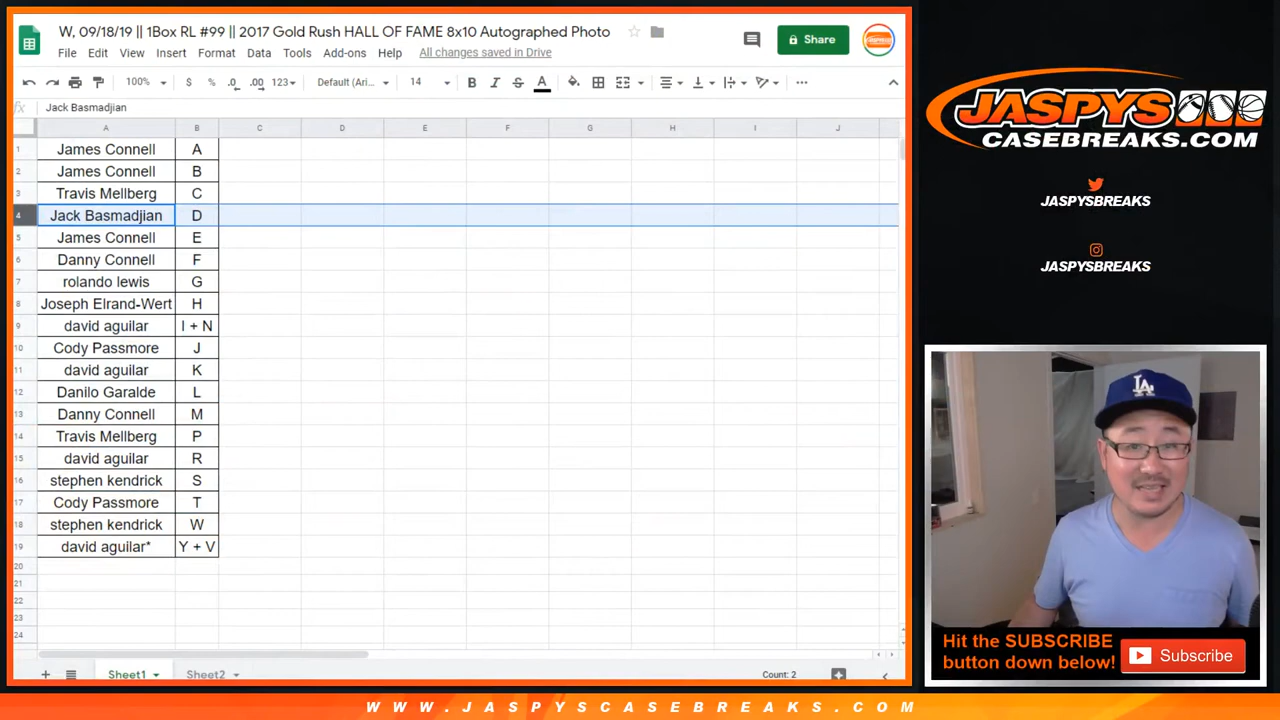 W, 09/18/19 || 1Box RL #99 || 2017 Gold Rush HALL OF FAME 8x10 Autographed Photo
File Edit View Insert Format Data Tools Add-ons Help All changes saved in Drive
Share
100% $ % .0 .00 123 Default (Ari... 14 B I S A
fx Jack Basmadjian
A B C D E F G H I J
1 James Connell A
2 James Connell B
3 Travis Mellberg C
4 Jack Basmadjian D
5 James Connell E
6 Danny Connell F
7 rolando lewis G
8 Joseph Elrand-Wert H
9 david aguilar I + N
10 Cody Passmore J
11 david aguilar K
12 Danilo Garalde L
13 Danny Connell M
14 Travis Mellberg P
15 david aguilar R
16 stephen kendrick S
17 Cody Passmore T
18 stephen kendrick W
19 david aguilar* Y + V
20
21
22
23
24
Sheet1 Sheet2 Count: 2
JASPYS
CASEBREAKS.COM
JASPYSBREAKS
JASPYSBREAKS
LA
Hit the SUBSCRIBE
button down below!
Subscribe
WWW.JASPYSCASEBREAKS.COM